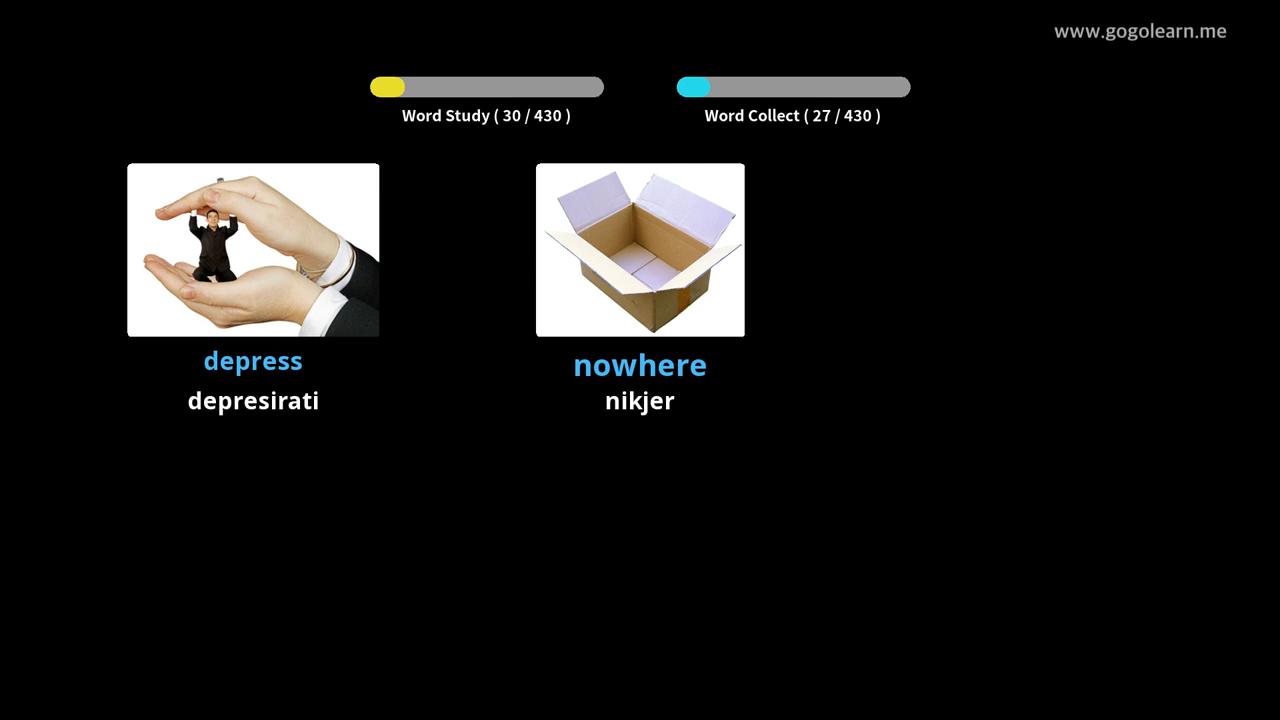 www.gogolearn.me
Word Study ( 30 / 430 )
Word Collect ( 27 / 430 )
depress
depresirati
nowhere
nikjer